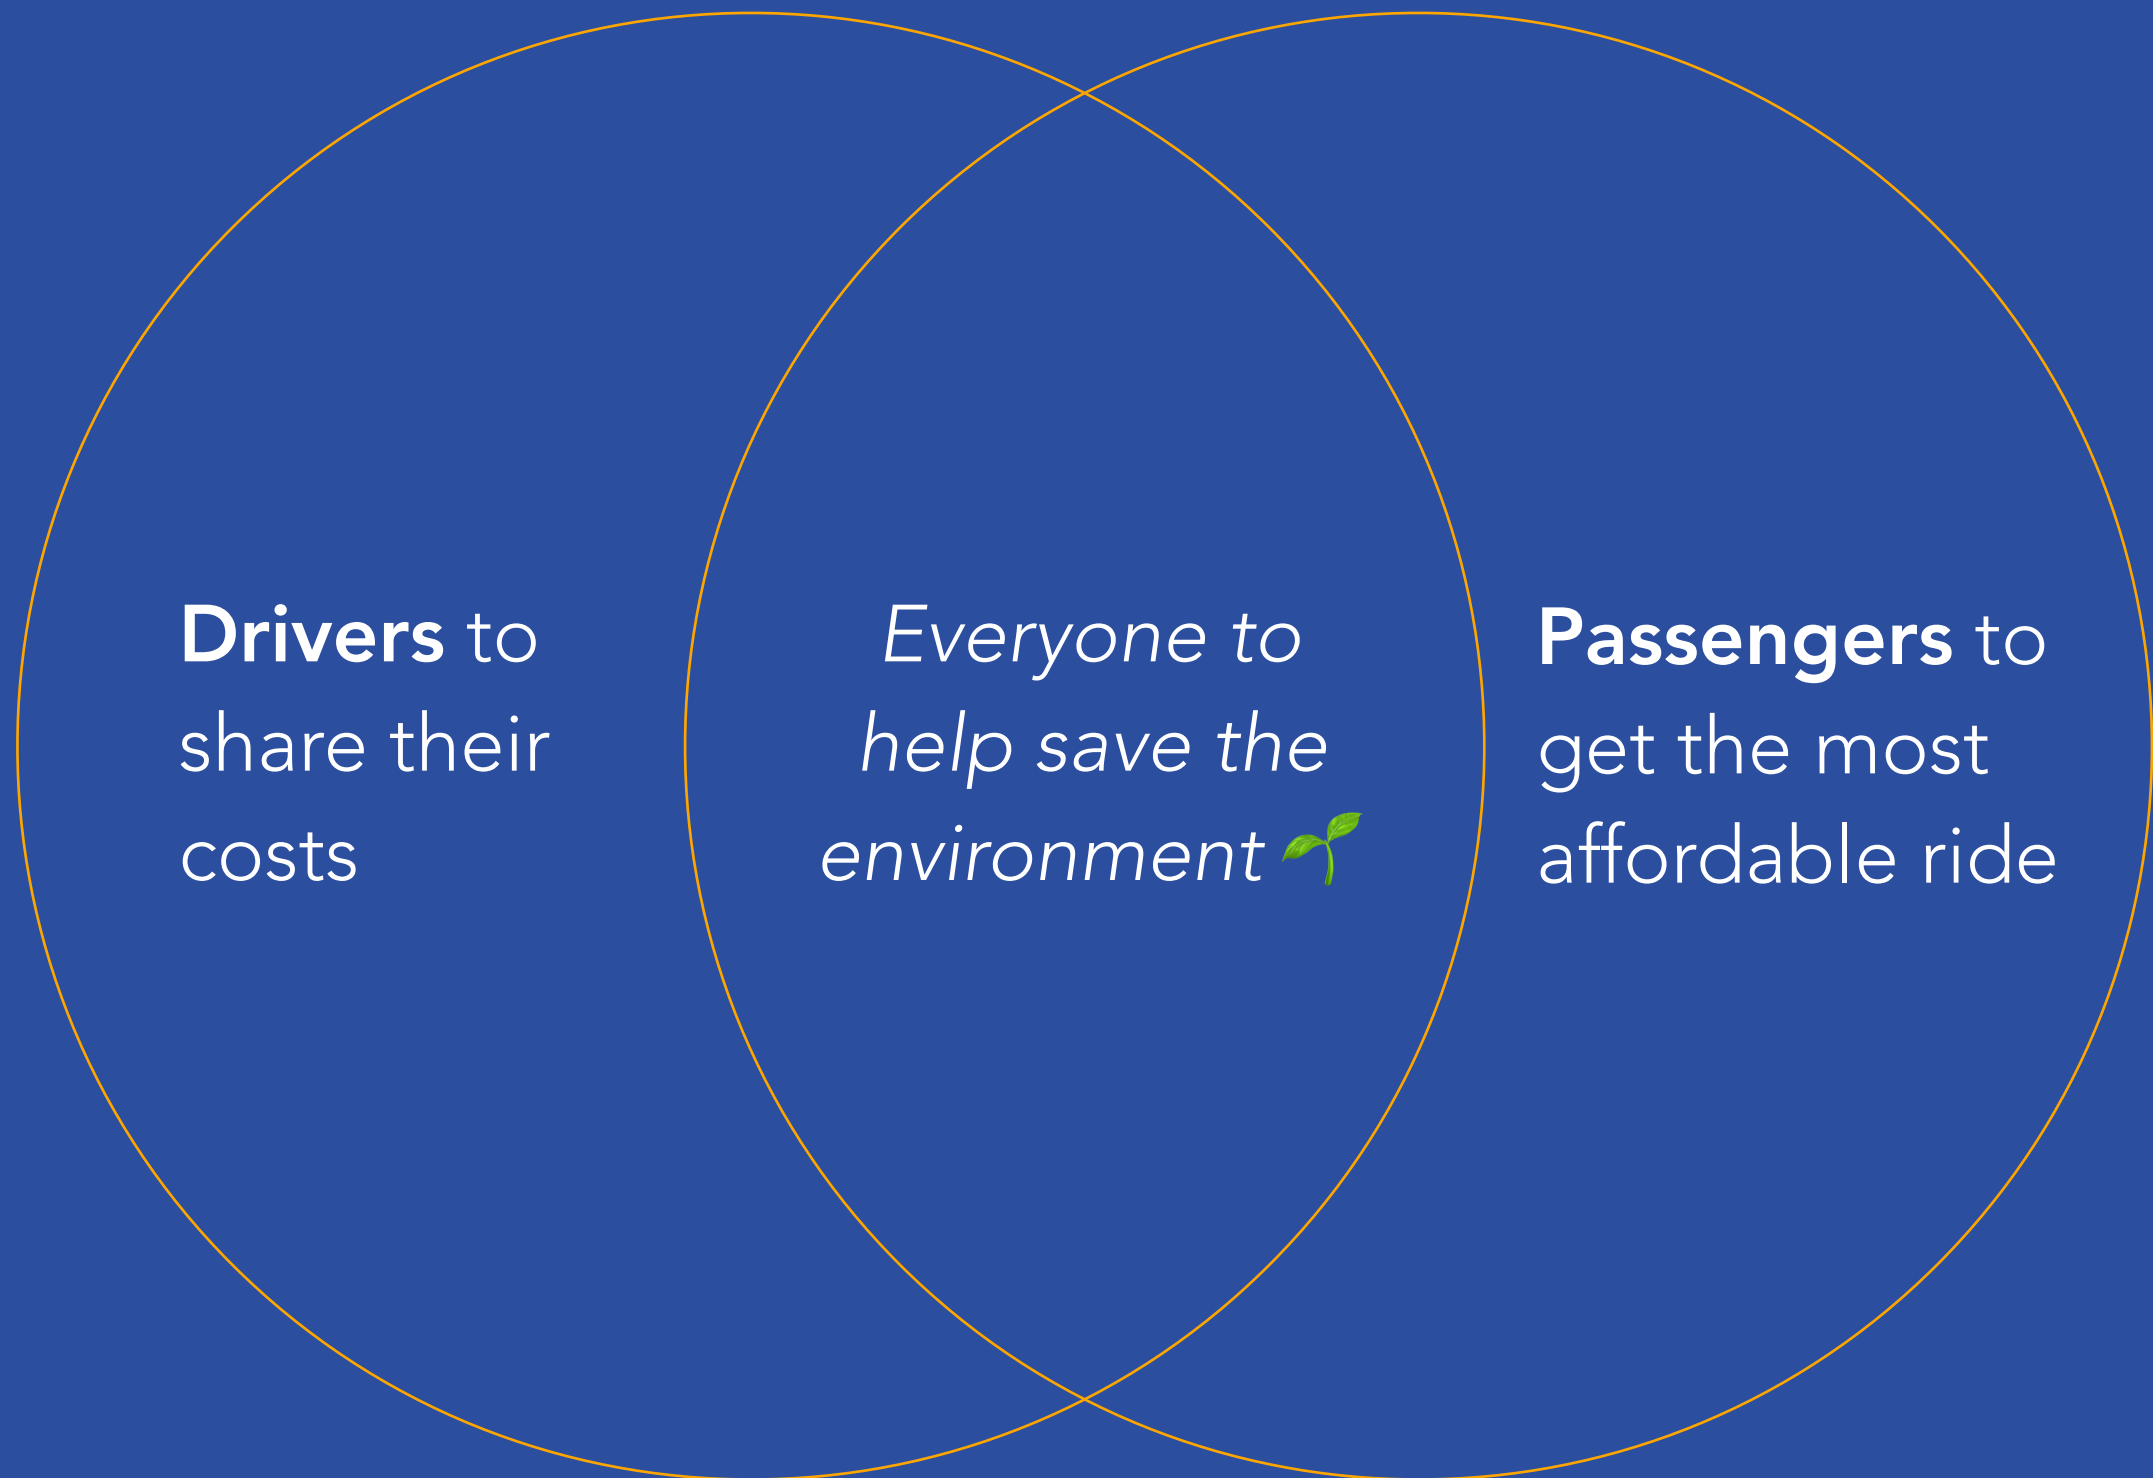 Drivers to
share their
costs
Everyone to
help save the
environment 🌱
Passengers to
get the most
affordable ride